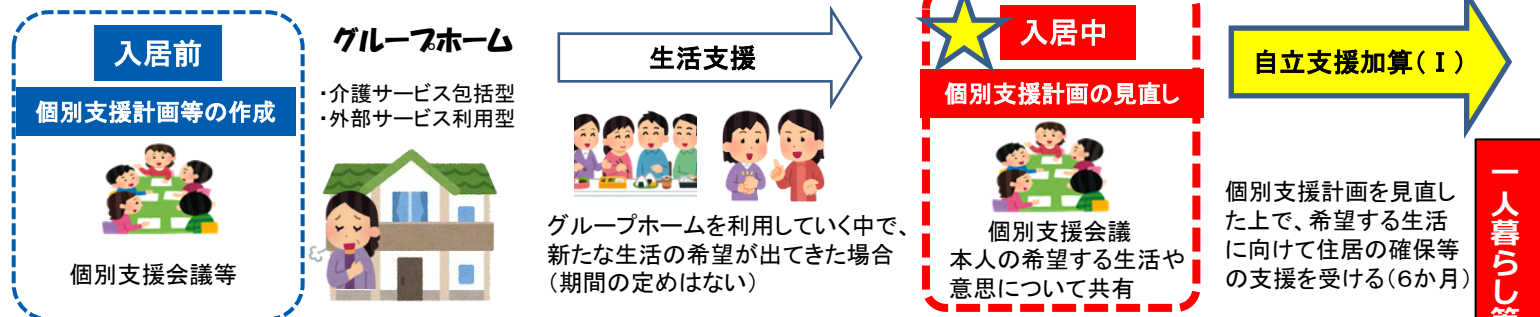 入居前
個別支援計画等の作成
個別支援会議等
グループホーム
・介護サービス包括型
・外部サービス利用型
生活支援
グループホームを利用していく中で、
新たな生活の希望が出てきた場合
（期間の定めはない）
入居中
個別支援計画の見直し
個別支援会議
本人の希望する生活や
意思について共有
自立支援加算（Ⅰ）
個別支援計画を見直し
た上で、希望する生活
に向けて住居の確保等
の支援を受ける（６か月）
一人暮らし等